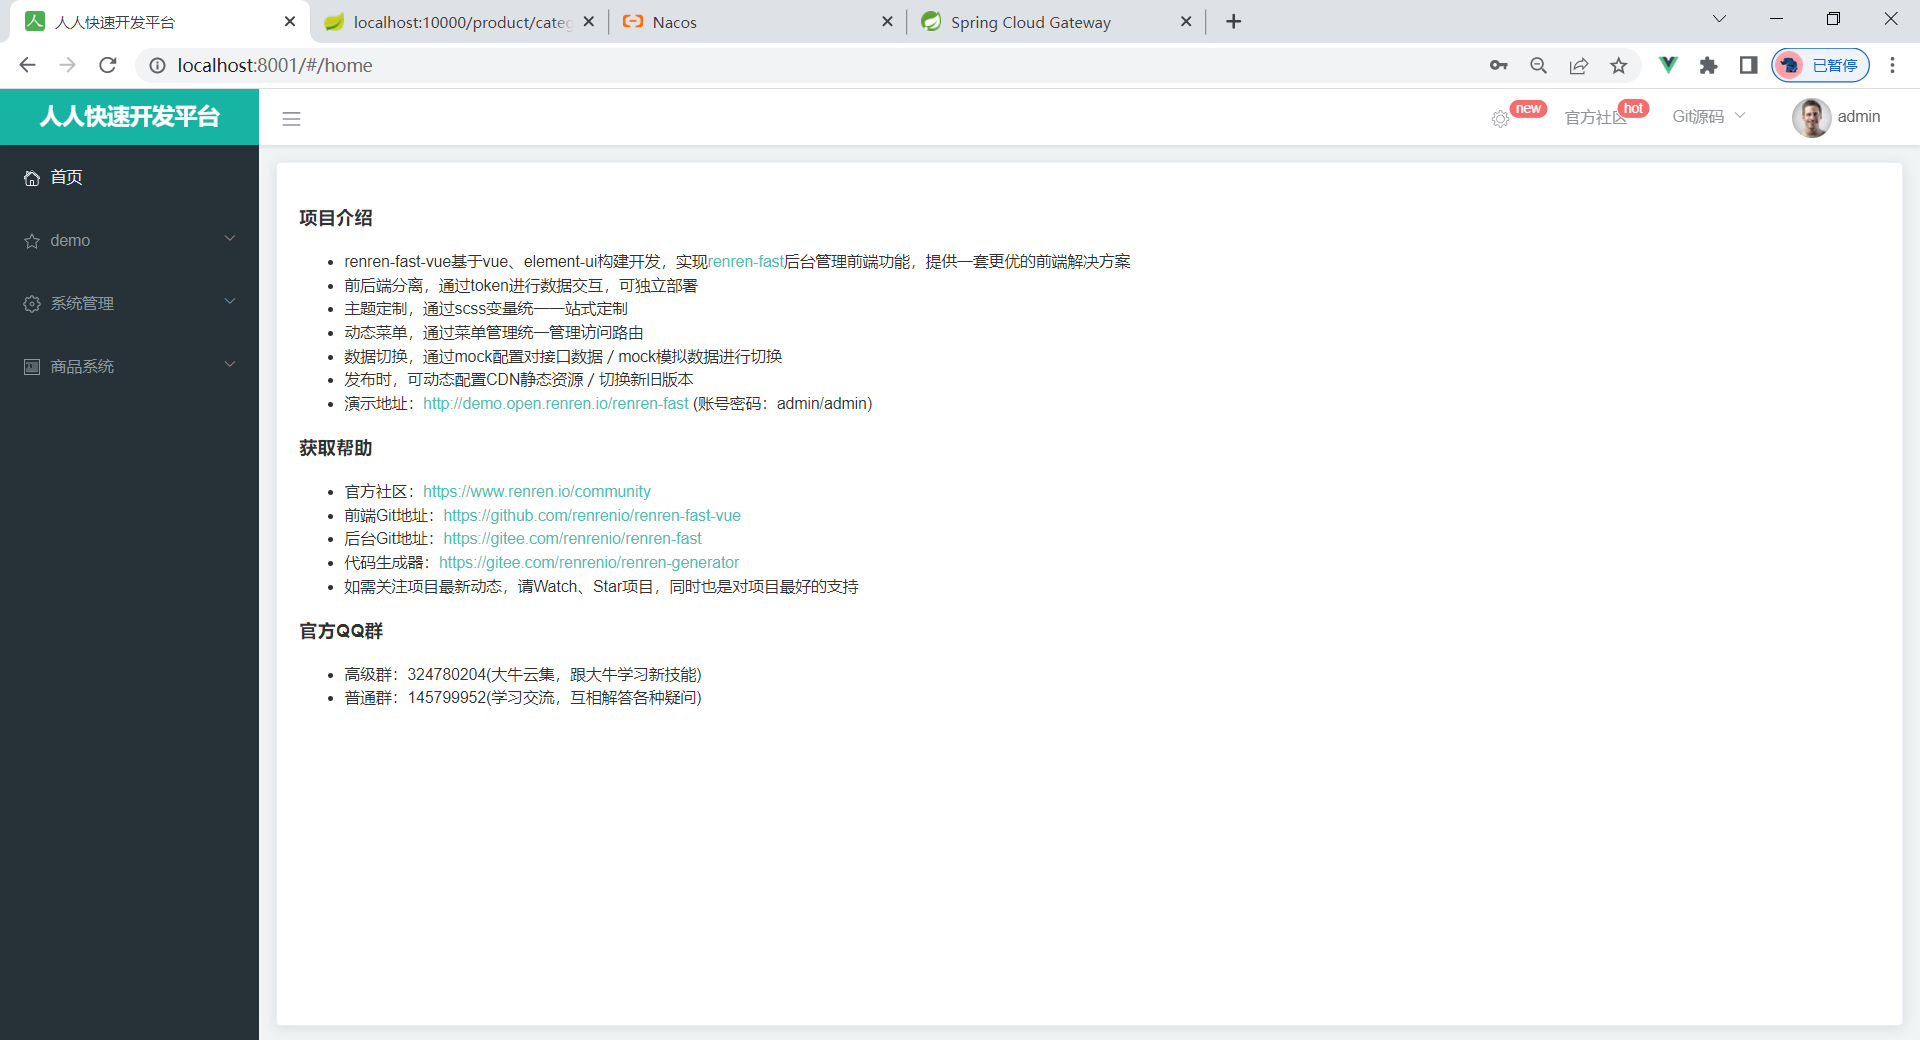 人人快速开发平台
localhost:10000/product/categ
Nacos
Spring Cloud Gateway
localhost:8001/#/home
已暂停
人人快速开发平台
new
官方社区
hot
Git源码
admin
首页
demo
系统管理
商品系统
项目介绍
renren-fast-vue基于vue、element-ui构建开发，实现renren-fast后台管理前端功能，提供一套更优的前端解决方案
前后端分离，通过token进行数据交互，可独立部署
主题定制，通过scss变量统一一站式定制
动态菜单，通过菜单管理统一管理访问路由
数据切换，通过mock配置对接口数据／mock模拟数据进行切换
发布时，可动态配置CDN静态资源／切换新旧版本
演示地址：http://demo.open.renren.io/renren-fast (账号密码：admin/admin)
获取帮助
官方社区：https://www.renren.io/community
前端Git地址：https://github.com/renrenio/renren-fast-vue
后台Git地址：https://gitee.com/renrenio/renren-fast
代码生成器：https://gitee.com/renrenio/renren-generator
如需关注项目最新动态，请Watch、Star项目，同时也是对项目最好的支持
官方QQ群
高级群：324780204(大牛云集，跟大牛学习新技能)
普通群：145799952(学习交流，互相解答各种疑问)